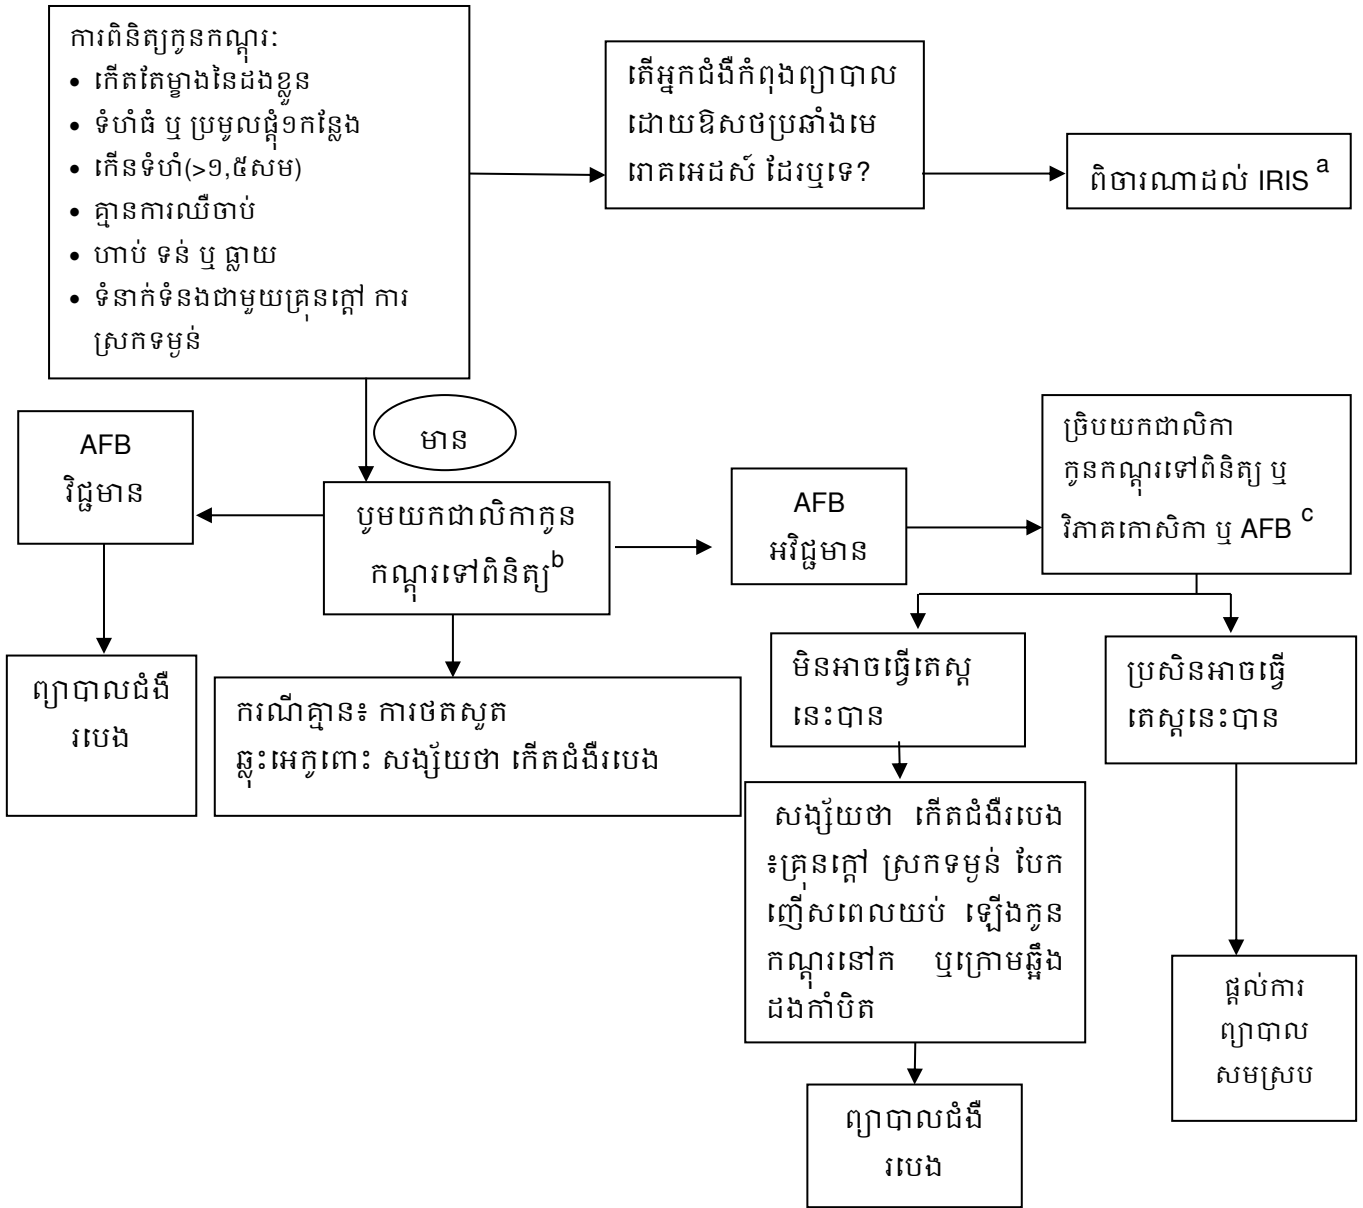 ការពិនិត្យកូនកណ្តុរ:
• កើតតែម្ខាងនៃដងខ្លួន
• ទំហំធំ ឬ ប្រមូលផ្តុំ១កន្លែង
• កើនទំហំ(>១,៥សម)
• គ្មានការឈឺចាប់
• ហាប់ ទន់ ឬ ធ្លាយ
• ទំនាក់ទំនងជាមួយគ្រុនក្តៅ ការ
ស្រកទម្ងន់
តើអ្នកជំងឺកំពុងព្យាបាល
ដោយឱសថប្រឆាំងមេ
រោគអេដស៍ ដែរឬទេ?
ពិចារណាដល់ IRIS a
មាន
AFB
វិជ្ជមាន
បូមយកជាលិកាកូន
កណ្តុរទៅពិនិត្យb
AFB
អវិជ្ជមាន
ច្រិបយកជាលិកា
កូនកណ្តុរទៅពិនិត្យ ឬ
វិភាគកោសិកា ឬ AFB c
ព្យាបាលជំងឺ
របេង
ករណីគ្មាន៖ ការថតសួត
ឆ្លុះអេកូពោះ សង្ស័យថា កើតជំងឺរបេង
មិនអាចធ្វើតេស្ត
នេះបាន
ប្រសិនអាចធ្វើ
តេស្តនេះបាន
សង្ស័យថា កើតជំងឺរបេង
៖គ្រុនក្តៅ ស្រកទម្ងន់ បែក
ញើសពេលយប់ ឡើងកូន
កណ្តុរនៅក ឬក្រោមឆ្អឹង
ដងកាំបិត
ផ្តល់ការ
ព្យាបាល
សមស្រប
ព្យាបាលជំងឺ
របេង